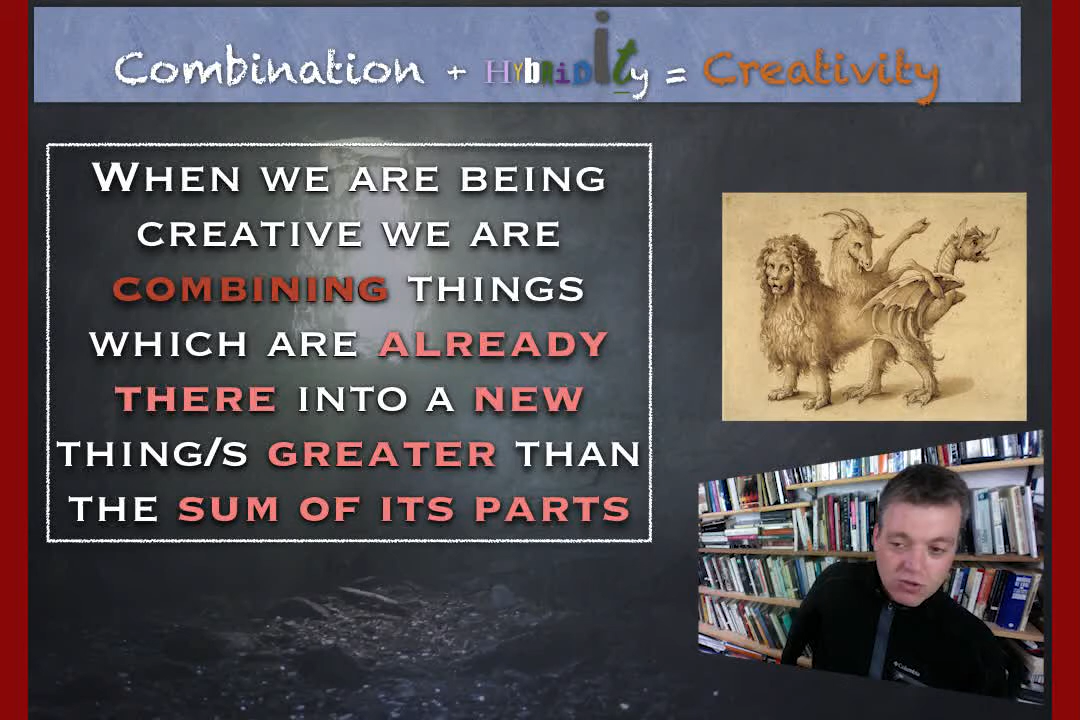 Combination + Hybridity = Creativity
When we are being
creative we are
combining things
which are already
there into a new
thing/s greater than
the sum of its parts
Columbia